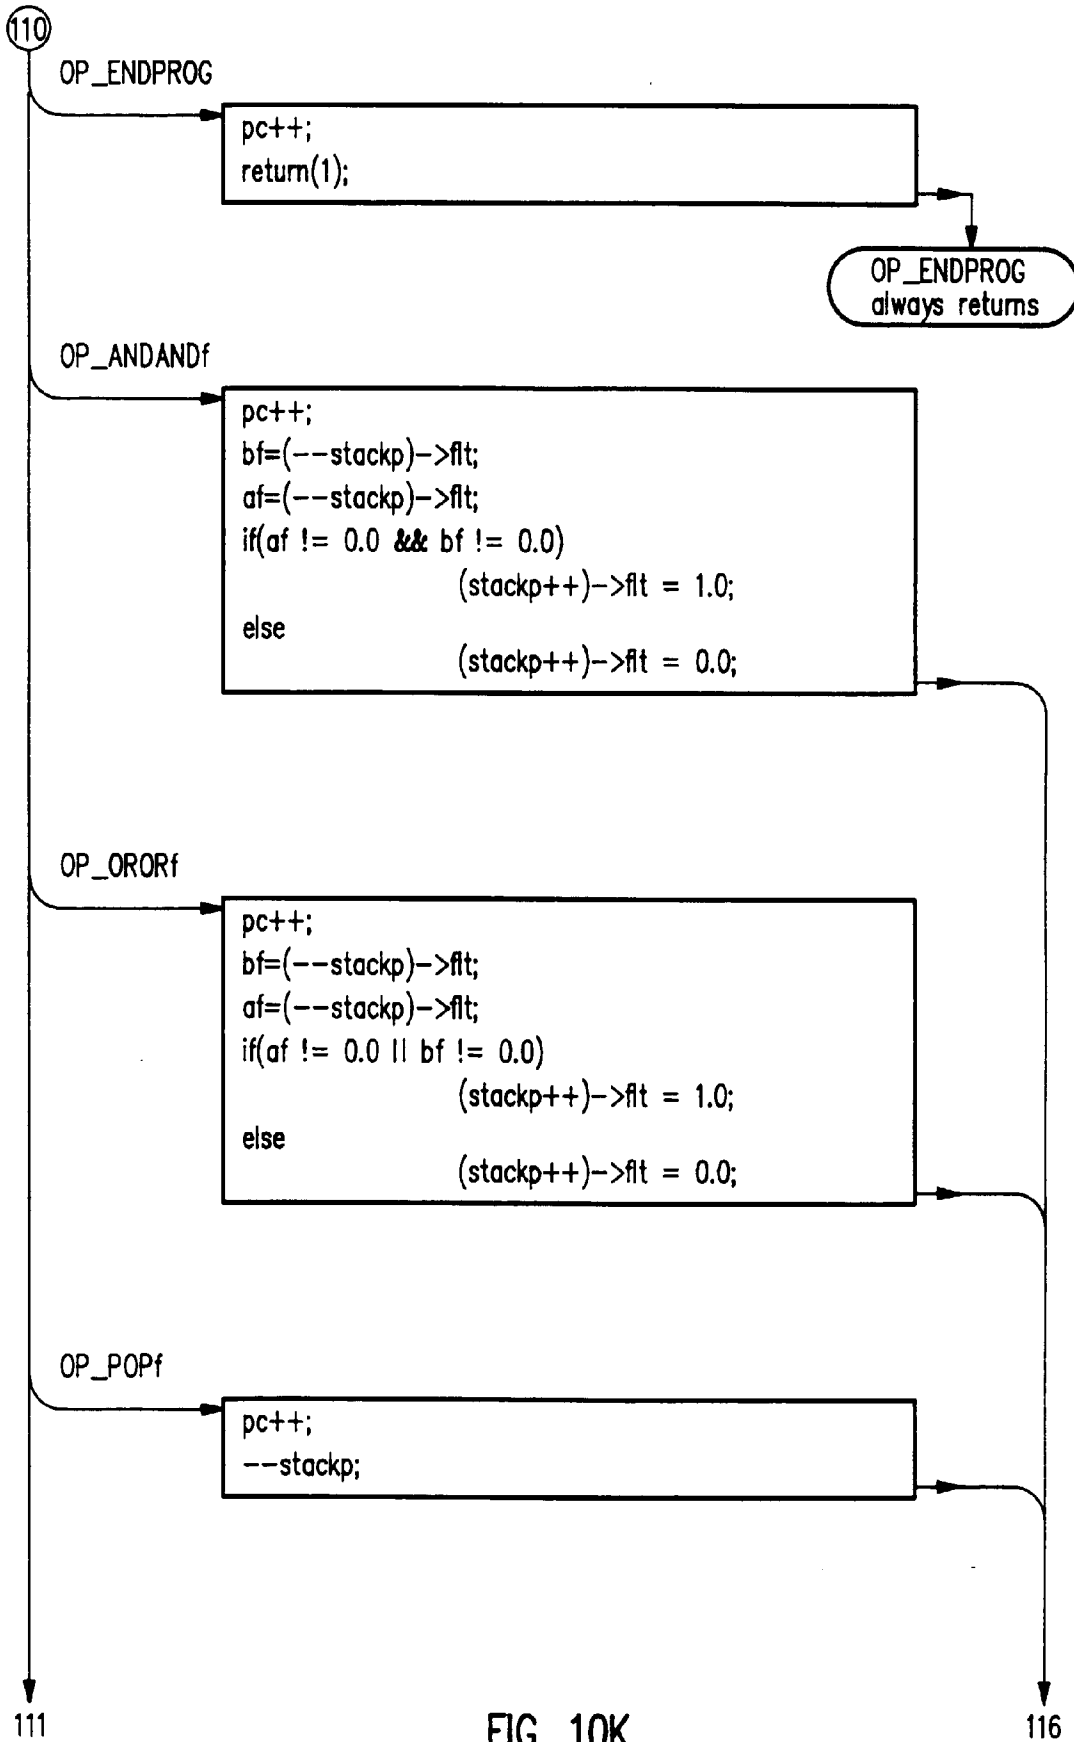 110
OP_ENDPROG
pc++;
return(1);
OP_ENDPROG
always returns
OP_ANDANDf
pc++;
bf=(--stackp)->flt;
af=(--stackp)->flt;
if(af != 0.0 && bf != 0.0)
(stackp++)->flt = 1.0;
else
(stackp++)->flt = 0.0;
OP_ORORf
pc++;
bf=(--stackp)->flt;
af=(--stackp)->flt;
if(af != 0.0 || bf != 0.0)
(stackp++)->flt = 1.0;
else
(stackp++)->flt = 0.0;
OP_POPf
pc++;
--stackp;
111
FIG. 10K
116